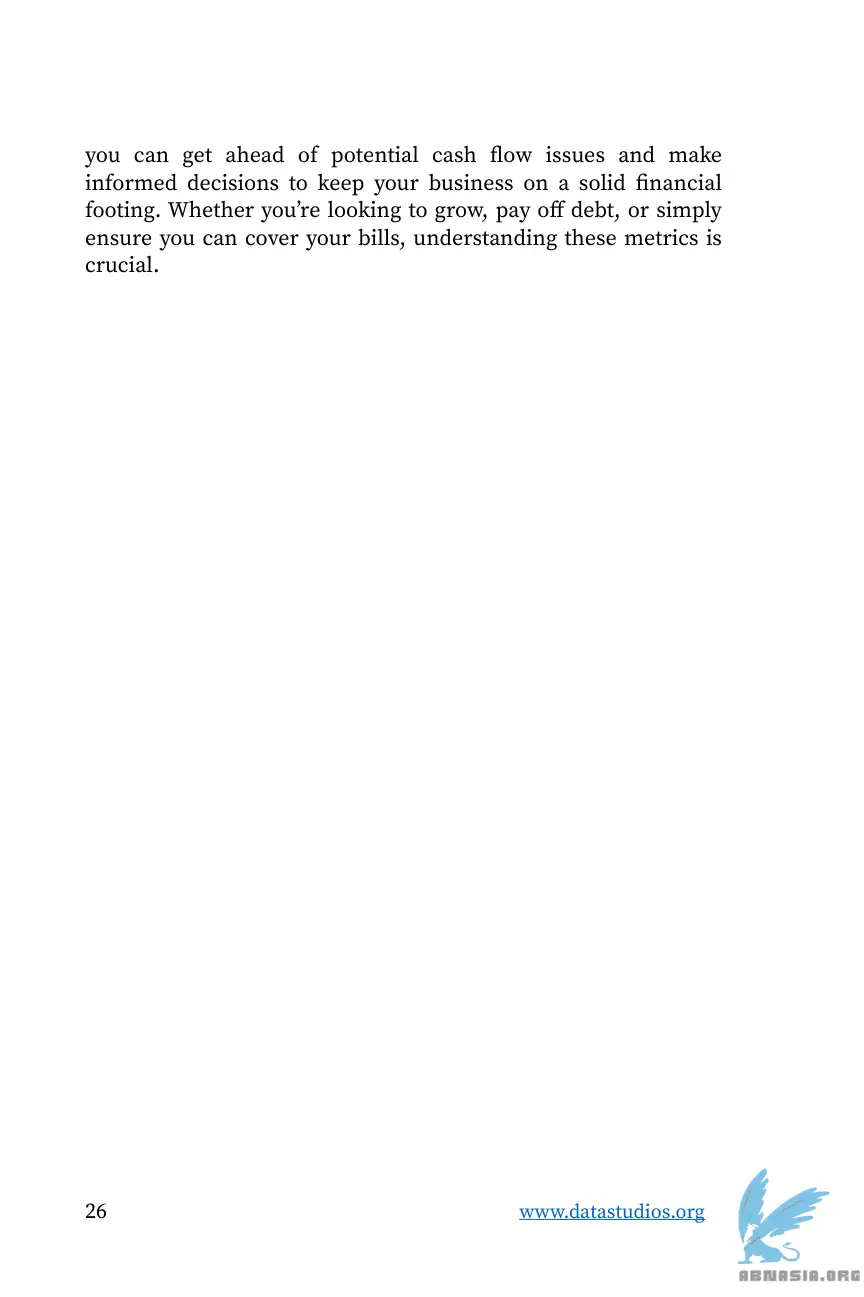 you can get ahead of potential cash flow issues and make
informed decisions to keep your business on a solid financial
footing. Whether you’re looking to grow, pay off debt, or simply
ensure you can cover your bills, understanding these metrics is
crucial.
26
www.datastudios.org
ABNASIA.ORG